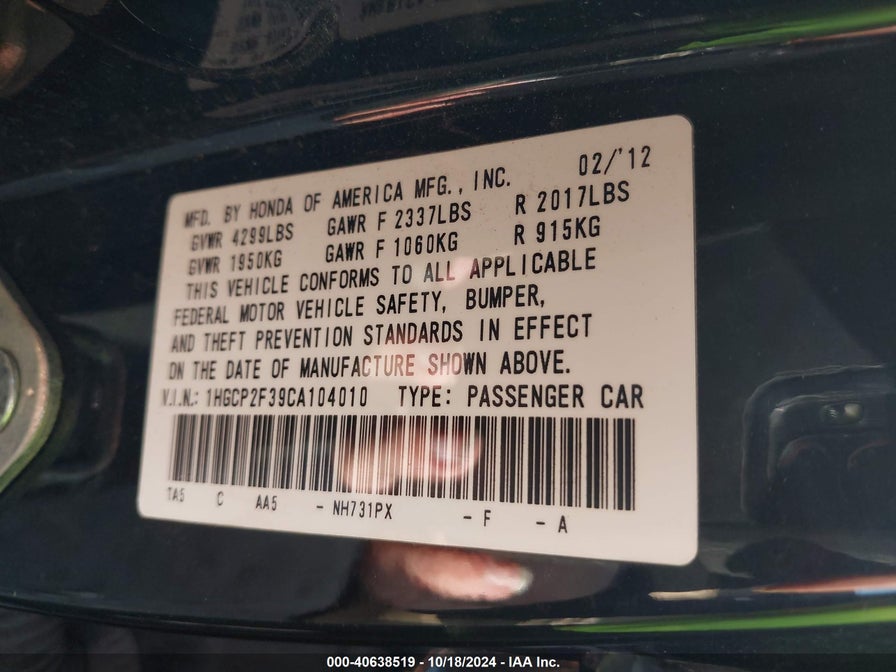 MFD. BY HONDA OF AMERICA MFG., INC. 02/'12
GVWR 4299LBS GAWR F 2337LBS R 2017LBS
GVWR 1950KG GAWR F 1060KG R 915KG
THIS VEHICLE CONFORMS TO ALL APPLICABLE
FEDERAL MOTOR VEHICLE SAFETY, BUMPER,
AND THEFT PREVENTION STANDARDS IN EFFECT
ON THE DATE OF MANUFACTURE SHOWN ABOVE.
V.I.N.: 1HGCP2F39CA104010 TYPE: PASSENGER CAR
TA5 C AA5 - NH731PX - F - A
000-40638519 - 10/18/2024 - IAA Inc.